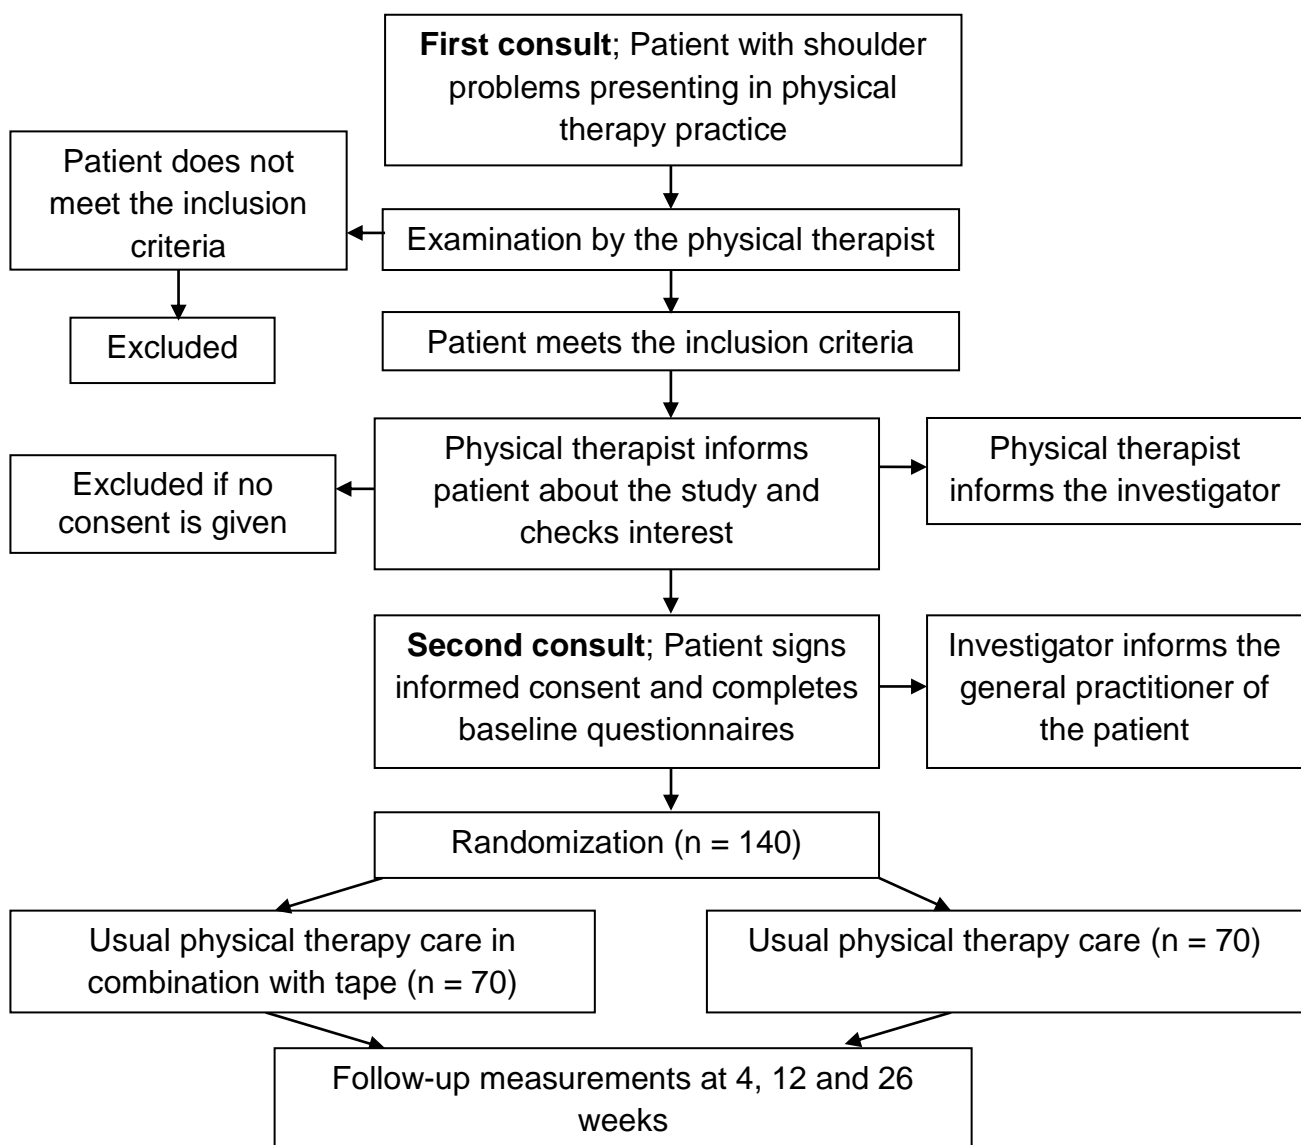 First consult; Patient with shoulder
problems presenting in physical
therapy practice
Patient does not
meet the inclusion
criteria
Examination by the physical therapist
Excluded
Patient meets the inclusion criteria
Physical therapist informs
patient about the study and
checks interest
Physical therapist
informs the investigator
Excluded if no
consent is given
Second consult; Patient signs
informed consent and completes
baseline questionnaires
Investigator informs the
general practitioner of
the patient
Randomization (n = 140)
Usual physical therapy care in
combination with tape (n = 70)
Usual physical therapy care (n = 70)
Follow-up measurements at 4, 12 and 26
weeks